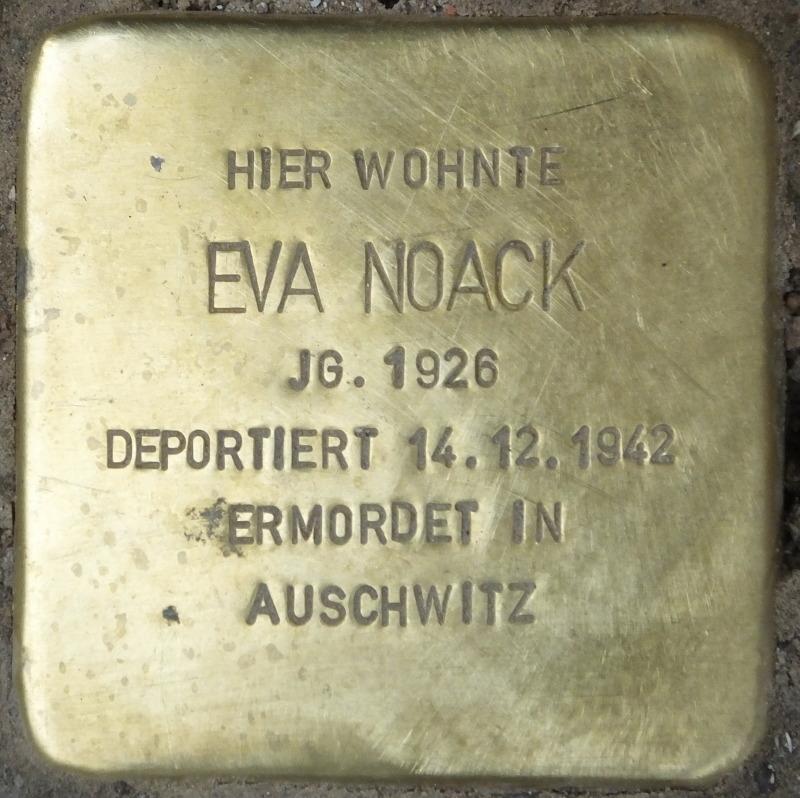 HIER WOHNTE
EVA NOACK
JG. 1926
DEPORTIERT 14.12.1942
ERMORDET IN
AUSCHWITZ